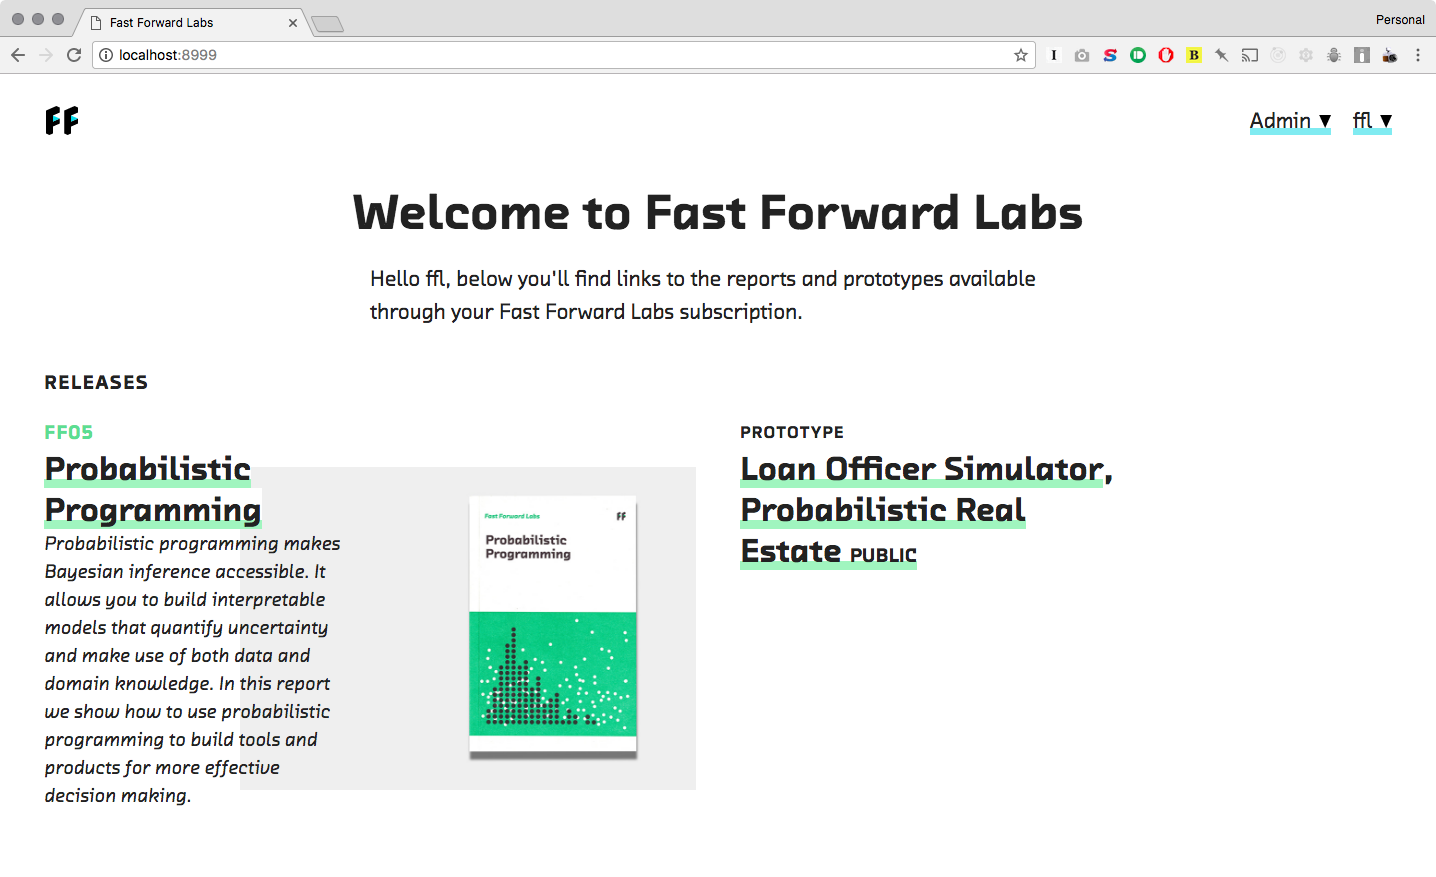 Fast Forward Labs
Personal
localhost:8999
FF
Admin ▼ ffl ▼
Welcome to Fast Forward Labs
Hello ffl, below you'll find links to the reports and prototypes available
through your Fast Forward Labs subscription.
RELEASES
FF05
Probabilistic
Programming
Probabilistic programming makes
Bayesian inference accessible. It
allows you to build interpretable
models that quantify uncertainty
and make use of both data and
domain knowledge. In this report
we show how to use probabilistic
programming to build tools and
products for more effective
decision making.
Fast Forward Labs FF
Probabilistic
Programming
PROTOTYPE
Loan Officer Simulator,
Probabilistic Real
Estate PUBLIC